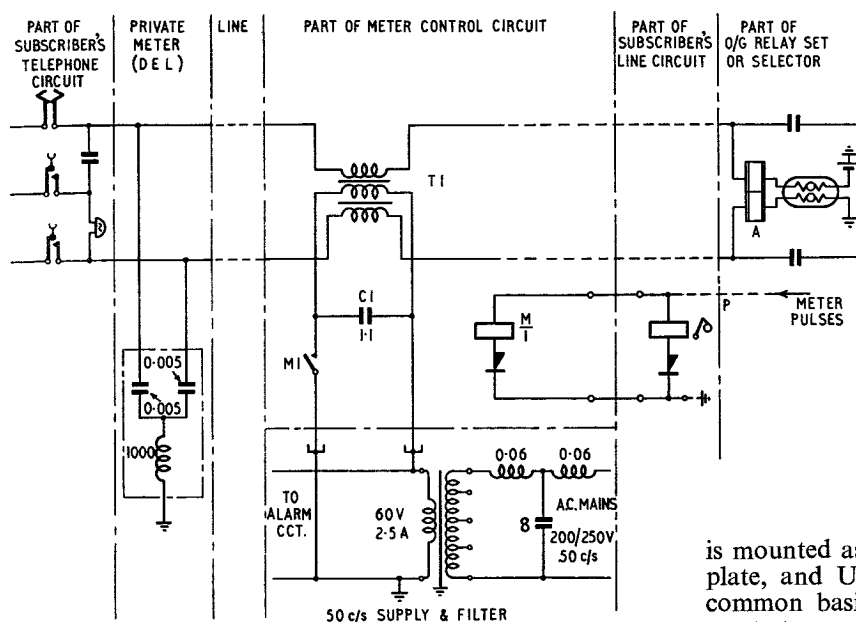 PART OF
SUBSCRIBER'S
TELEPHONE
CIRCUIT
PRIVATE
METER
(DEL)
LINE
PART OF METER CONTROL CIRCUIT
PART OF
SUBSCRIBER'S
LINE CIRCUIT
PART OF
O/G RELAY SET
OR SELECTOR
T1
A
C1
1·1
M1
M
1
P
METER
PULSES
0·005
0·005
1000
TO
ALARM
CCT.
60V
2·5A
0·06
0·06
8
A.C. MAINS
200/250V
50 c/s
50 c/s SUPPLY & FILTER
is mounted as
plate, and U
common basi